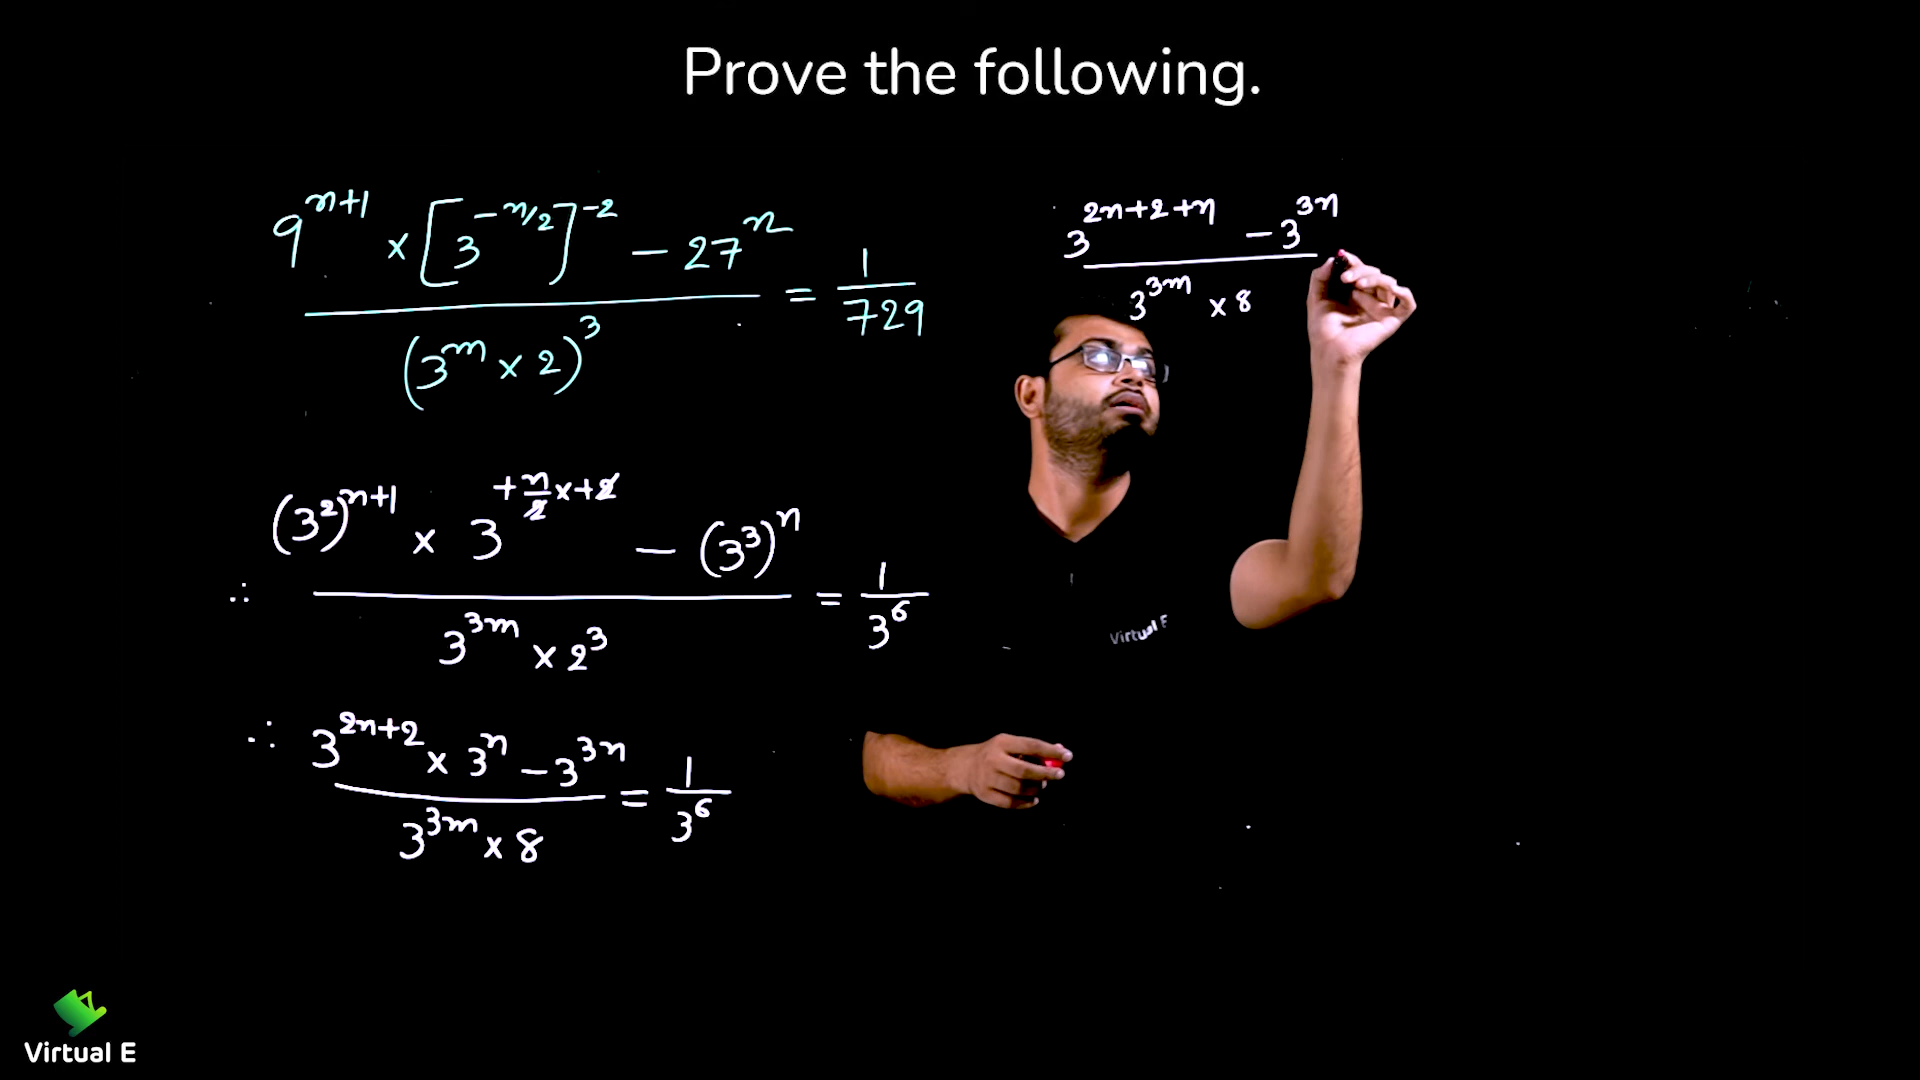 Prove the following.
9^{n+1} × [3^{-n/2}]^{-2} − 27^n
(3^m × 2)^3
= 1/729
∴ (3^2)^{n+1} × 3^{+n/2 × +2} − (3^3)^n
3^{3m} × 2^3
= 1/3^6
∴ 3^{2n+2} × 3^n − 3^{3n}
3^{3m} × 8
= 1/3^6
3^{2n+2+n} − 3^{3n}
3^{3m} × 8
Virtual E
Virtual E